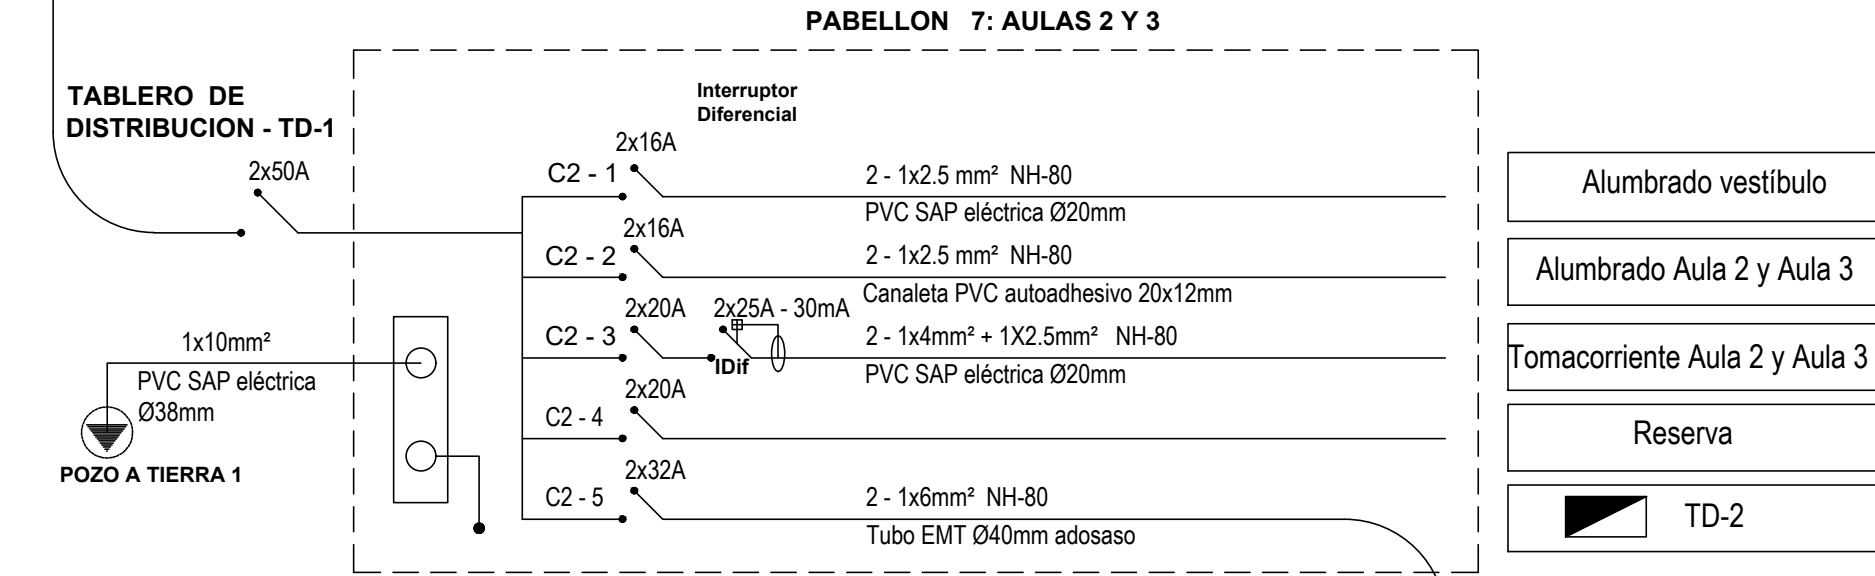 PABELLON 7: AULAS 2 Y 3
TABLERO DE
DISTRIBUCION - TD-1
2x50A
Interruptor
Diferencial
2x16A
C2 - 1
2 - 1x2.5 mm² NH-80
PVC SAP eléctrica Ø20mm
Alumbrado vestíbulo
2x16A
C2 - 2
2 - 1x2.5 mm² NH-80
Canaleta PVC autoadhesivo 20x12mm
Alumbrado Aula 2 y Aula 3
2x20A
2x25A - 30mA
C2 - 3
IDif
2 - 1x4mm² + 1X2.5mm² NH-80
PVC SAP eléctrica Ø20mm
Tomacorriente Aula 2 y Aula 3
1x10mm²
PVC SAP eléctrica
Ø38mm
POZO A TIERRA 1
2x20A
C2 - 4
Reserva
2x32A
C2 - 5
2 - 1x6mm² NH-80
Tubo EMT Ø40mm adosaso
TD-2